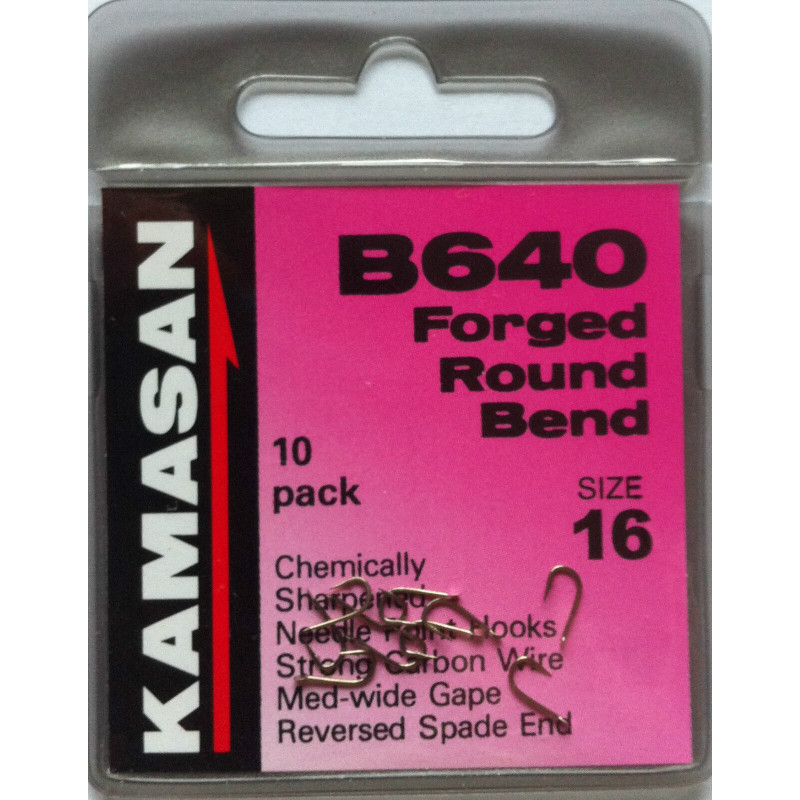 KAMASAN
B640
Forged
Round
Bend
10
pack
SIZE
16
Chemically
Sharpened
Needle Point Hooks
Strong Carbon Wire
Med-wide Gape
Reversed Spade End